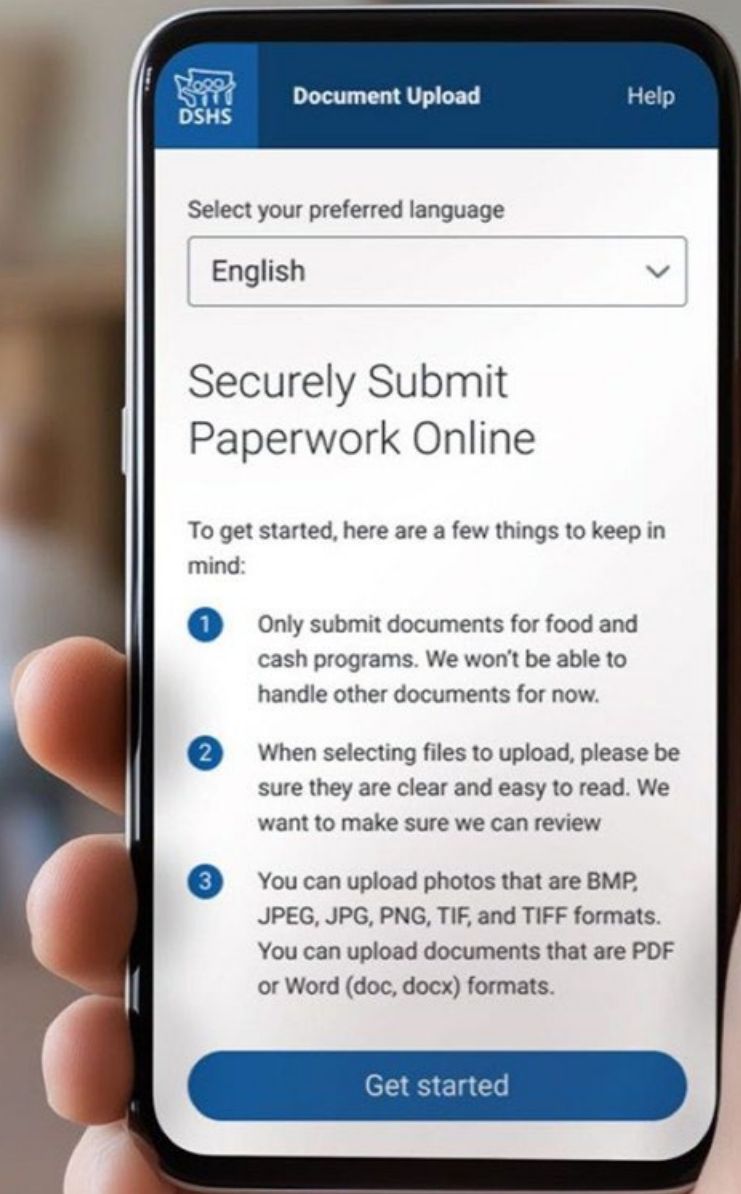 DSHS
Document Upload
Help
Select your preferred language
English
Securely Submit
Paperwork Online
To get started, here are a few things to keep in
mind:
1 Only submit documents for food and
cash programs. We won't be able to
handle other documents for now.
2 When selecting files to upload, please be
sure they are clear and easy to read. We
want to make sure we can review
3 You can upload photos that are BMP,
JPEG, JPG, PNG, TIF, and TIFF formats.
You can upload documents that are PDF
or Word (doc, docx) formats.
Get started